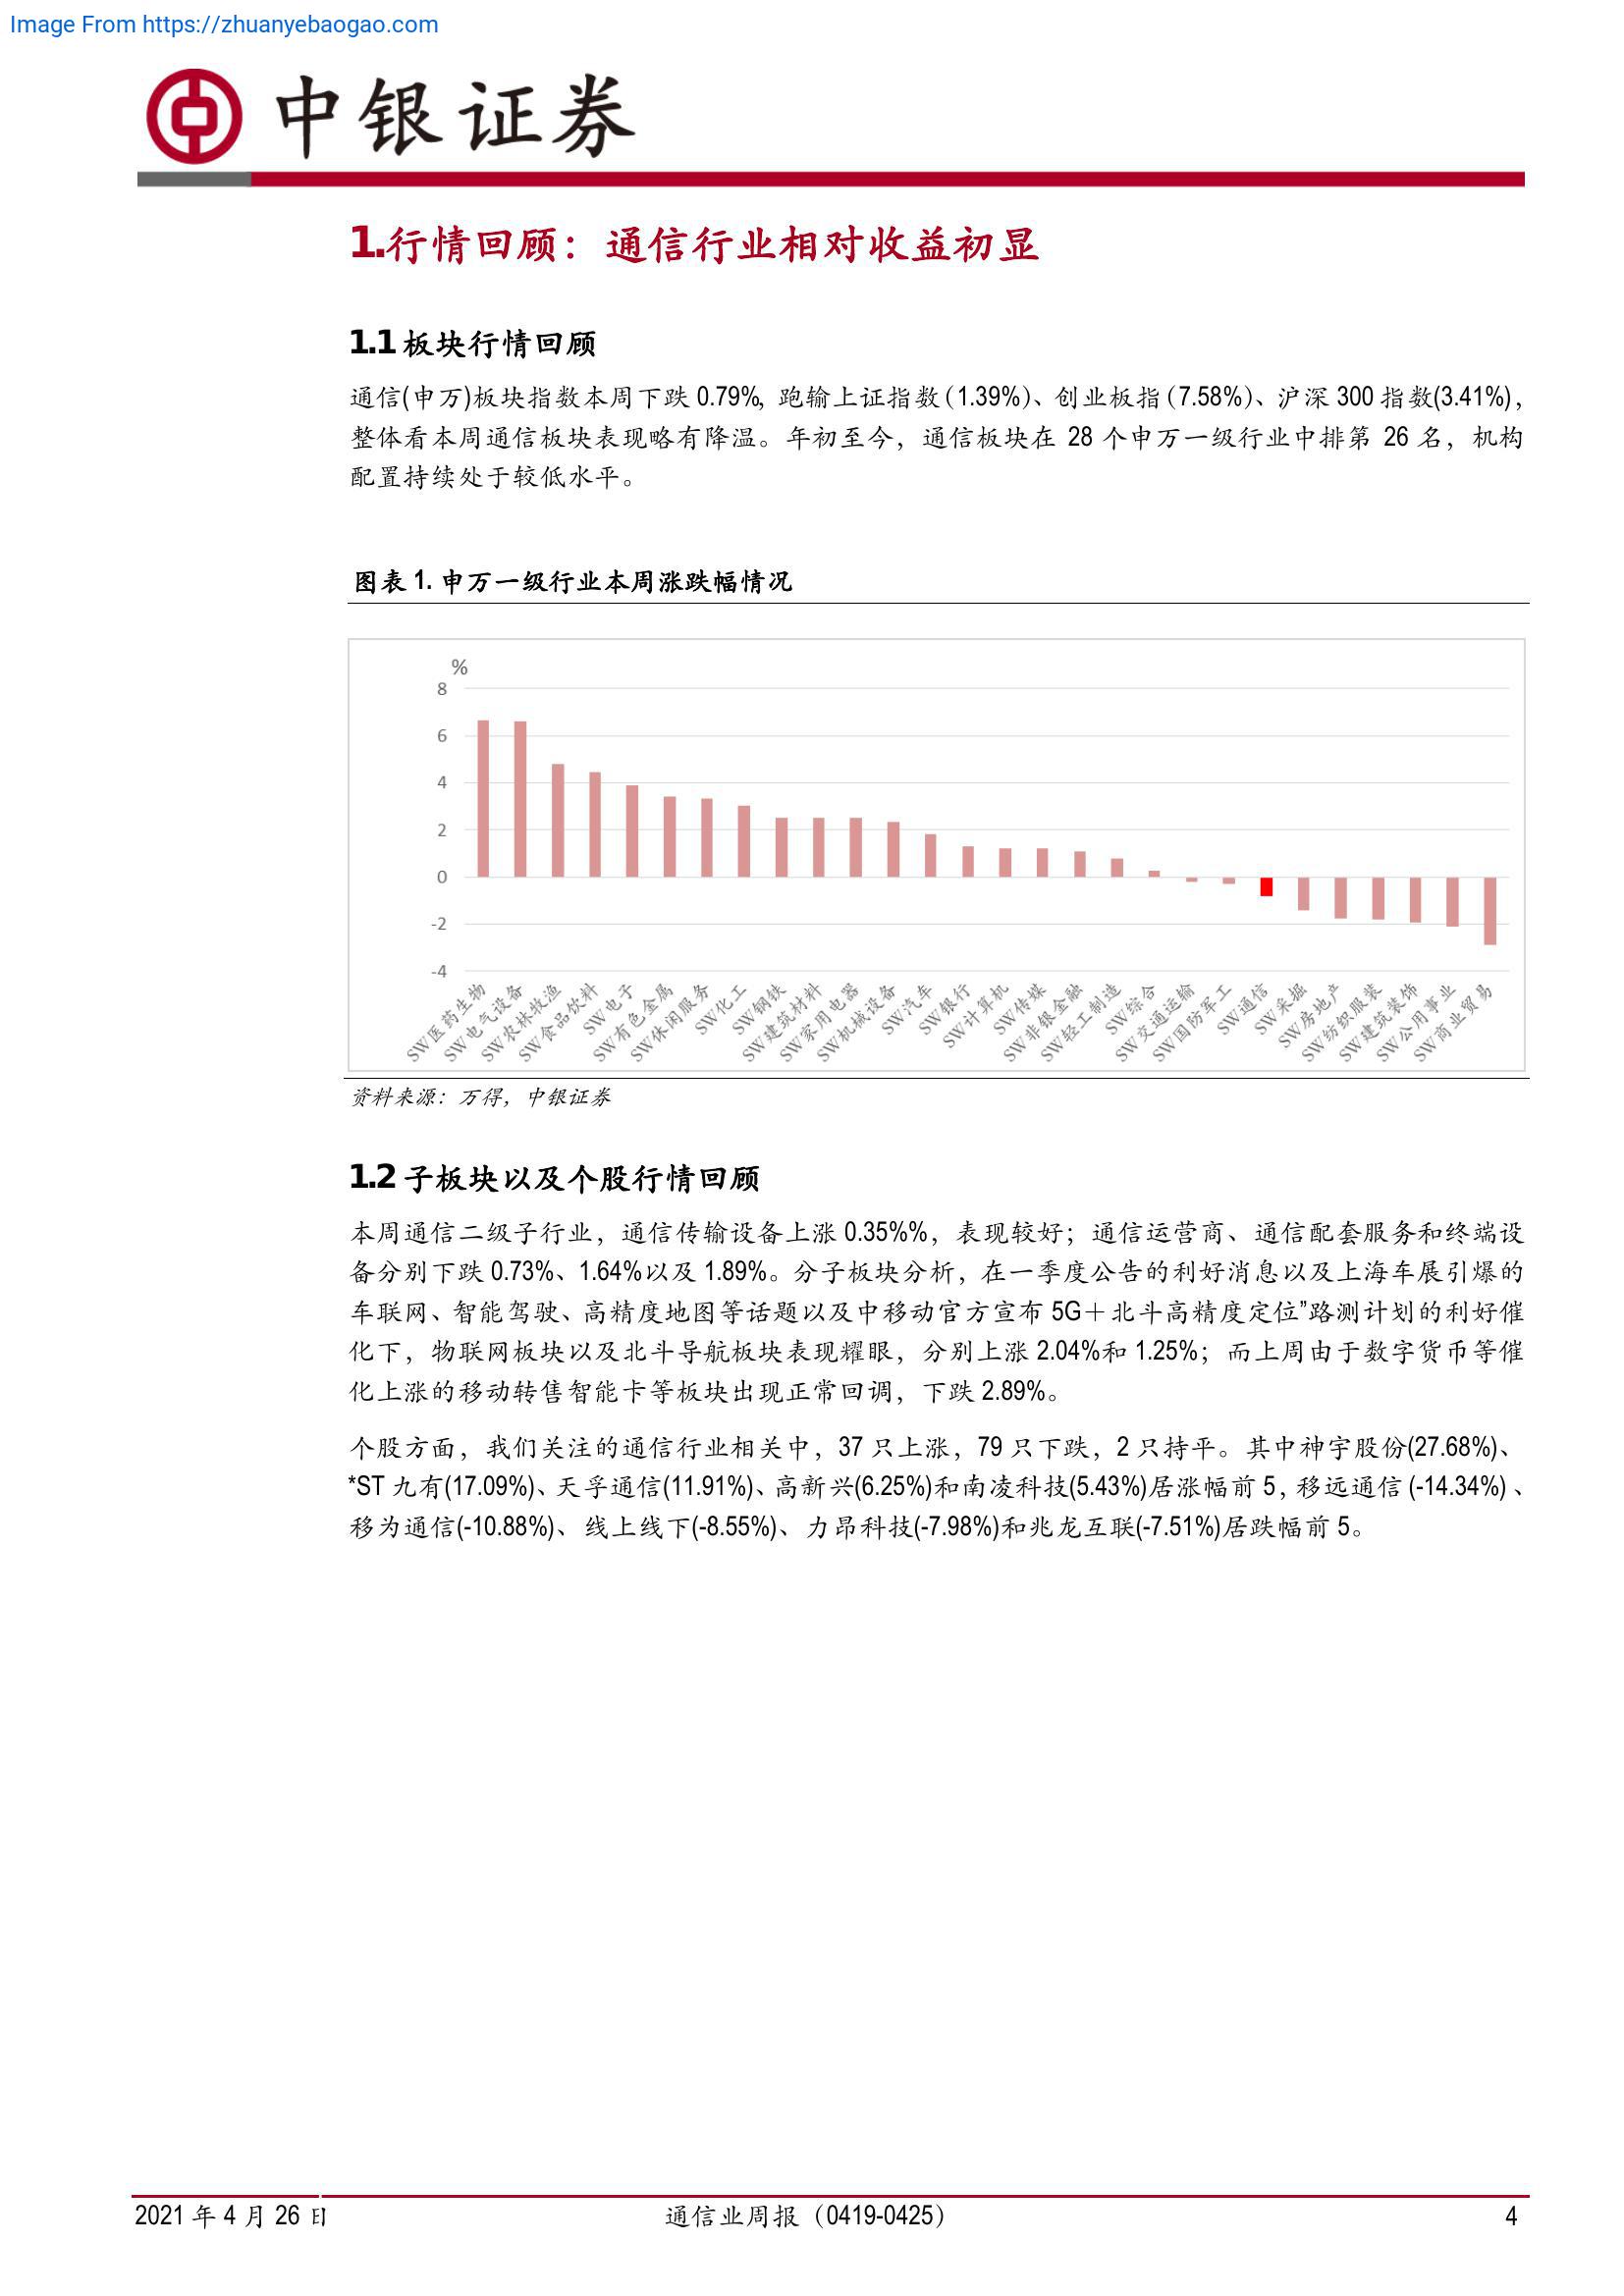 Image From https://zhuanyebaogao.com
中银证券
1.行情回顾：通信行业相对收益初显
1.1 板块行情回顾
通信(申万)板块指数本周下跌 0.79%, 跑输上证指数（1.39%）、创业板指（7.58%）、沪深 300 指数(3.41%)，
整体看本周通信板块表现略有降温。年初至今，通信板块在 28 个申万一级行业中排第 26 名，机构
配置持续处于较低水平。
图表 1. 申万一级行业本周涨跌幅情况
%
8
6
4
2
0
-2
-4
SW医药生物
SW电气设备
SW农林牧渔
SW食品饮料
SW电子
SW有色金属
SW休闲服务
SW化工
SW钢铁
SW建筑材料
SW家用电器
SW机械设备
SW汽车
SW银行
SW计算机
SW传媒
SW非银金融
SW轻工制造
SW综合
SW交通运输
SW国防军工
SW通信
SW采掘
SW房地产
SW纺织服装
SW建筑装饰
SW公用事业
SW商业贸易
资料来源：万得，中银证券
1.2 子板块以及个股行情回顾
本周通信二级子行业，通信传输设备上涨 0.35%%，表现较好；通信运营商、通信配套服务和终端设
备分别下跌 0.73%、1.64%以及 1.89%。分子板块分析，在一季度公告的利好消息以及上海车展引爆的
车联网、智能驾驶、高精度地图等话题以及中移动官方宣布 5G＋北斗高精度定位”路测计划的利好催
化下，物联网板块以及北斗导航板块表现耀眼，分别上涨 2.04%和 1.25%；而上周由于数字货币等催
化上涨的移动转售智能卡等板块出现正常回调，下跌 2.89%。
个股方面，我们关注的通信行业相关中，37 只上涨，79 只下跌，2 只持平。其中神宇股份(27.68%)、
*ST 九有(17.09%)、天孚通信(11.91%)、高新兴(6.25%)和南凌科技(5.43%)居涨幅前 5，移远通信 (-14.34%) 、
移为通信(-10.88%)、 线上线下(-8.55%)、 力昂科技(-7.98%)和兆龙互联(-7.51%)居跌幅前 5。
2021 年 4 月 26 日
通信业周报（0419-0425）
4